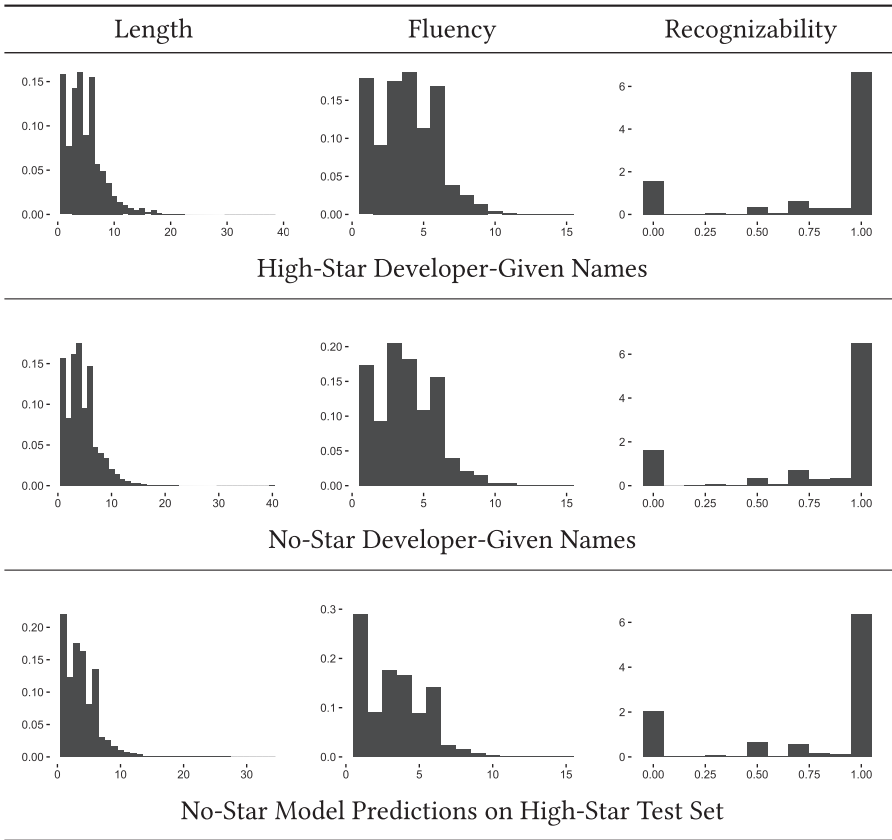 Length Fluency Recognizability
0.15 0.15 6
0.10 0.10 4
0.05 0.05 2
0.00 0.00 0
0 10 20 30 40 0 5 10 15 0.00 0.25 0.50 0.75 1.00
High-Star Developer-Given Names
0.15 0.20 6
0.10 0.15 4
0.05 0.10 2
0.00 0.05 0
0.00
0 10 20 30 40 0 5 10 15 0.00 0.25 0.50 0.75 1.00
No-Star Developer-Given Names
0.20 0.3 6
0.15 0.2 4
0.10 0.1 2
0.05 0.0 0
0.00
0 10 20 30 0 5 10 15 0.00 0.25 0.50 0.75 1.00
No-Star Model Predictions on High-Star Test Set